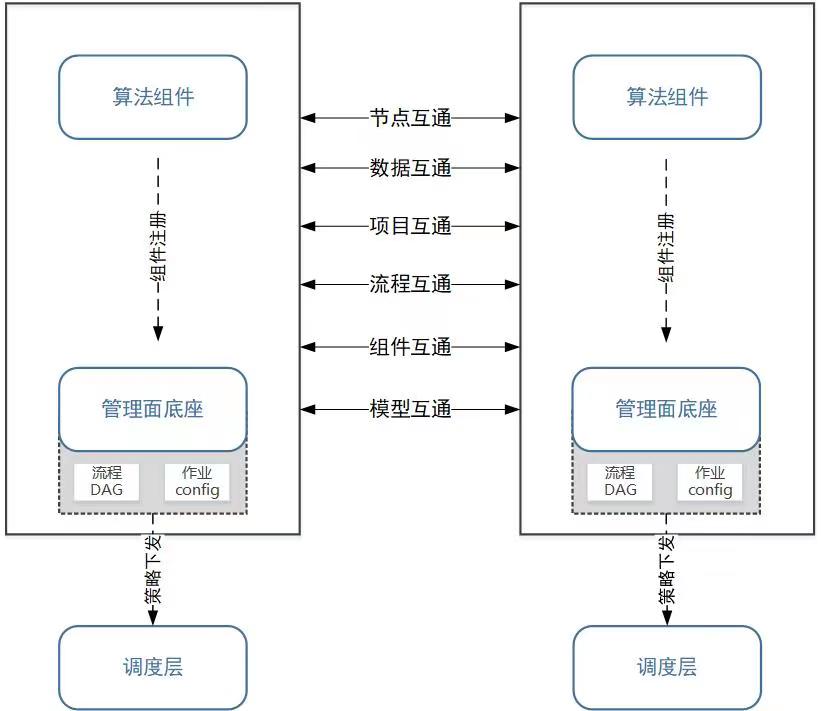 算法组件
算法组件
节点互通
数据互通
项目互通
流程互通
组件互通
模型互通
组件注册
组件注册
管理面底座
管理面底座
流程
DAG
作业
config
流程
DAG
作业
config
策略下发
策略下发
调度层
调度层